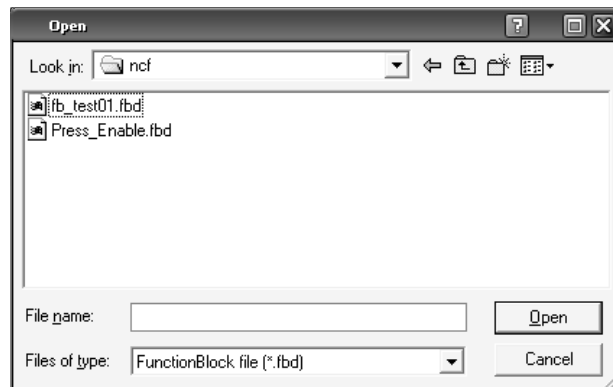 Open
Look in: ncf
fb_test01.fbd
Press_Enable.fbd
File name:
Open
Files of type: FunctionBlock file (*.fbd)
Cancel